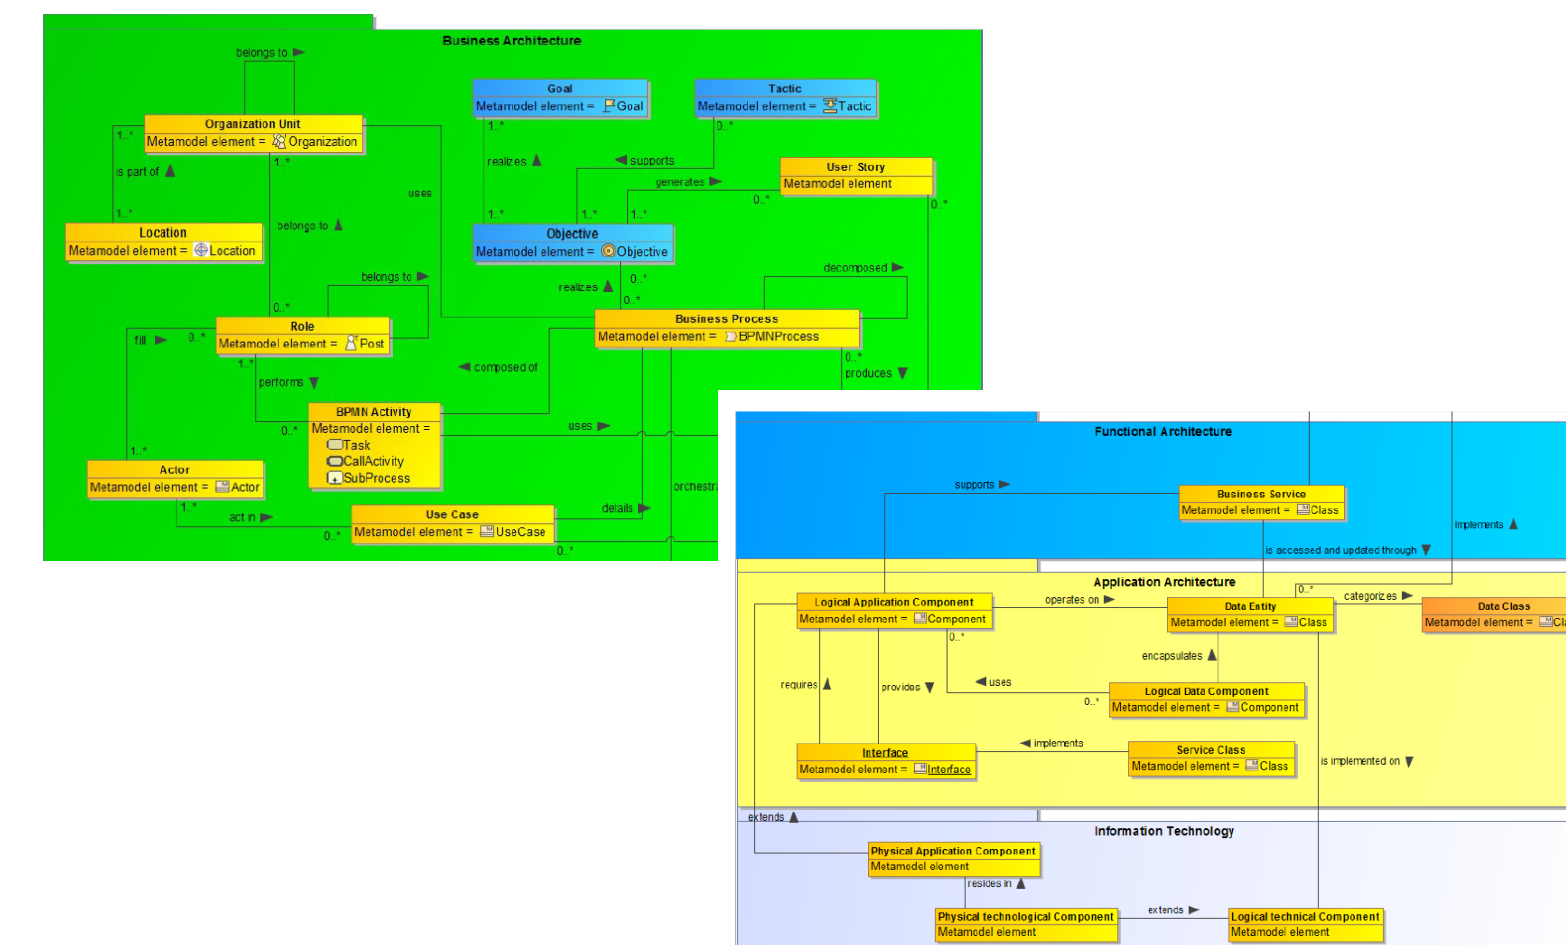 Business Architecture
belongs to
Goal
Metamodel element = Goal
Tactic
Metamodel element = Tactic
Organization Unit
Metamodel element = Organization
1..*
1..*
0..*
1..*
realizes
supports
is part of
User Story
Metamodel element
generates
uses
0..*
0..*
1..*
1..*
1..*
1..*
Location
Metamodel element = Location
belongs to
Objective
Metamodel element = Objective
decomposed
belongs to
0..*
realizes
0..*
0..*
Business Process
Metamodel element = BPMNProcess
Role
Metamodel element = Post
fill
0..*
1..*
0..*
composed of
produces
performs
BPMN Activity
Metamodel element =
Task
CallActivity
SubProcess
0..*
uses
1..*
Actor
Metamodel element = Actor
orchestra
1..*
act in
0..*
Use Case
Metamodel element = UseCase
details
0..*
Functional Architecture
supports
Business Service
Metamodel element = Class
implements
is accessed and updated through
Application Architecture
Logical Application Component
Metamodel element = Component
operates on
0..*
Data Entity
Metamodel element = Class
categorizes
Data Class
Metamodel element = Cla
0..*
encapsulates
requires
provides
uses
0..*
Logical Data Component
Metamodel element = Component
Interface
Metamodel element = Interface
implements
Service Class
Metamodel element = Class
is implemented on
extends
Information Technology
Physical Application Component
Metamodel element
resides in
Physical technological Component
Metamodel element
extends
Logical technical Component
Metamodel element